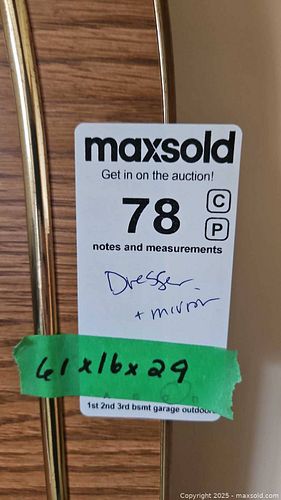 maxsold
Get in on the auction!
78
C
P
notes and measurements
Dresser
+ mirror
61x16x29
1st 2nd 3rd bsmt garage outdoor
Copyright © 2025 - maxsold.com